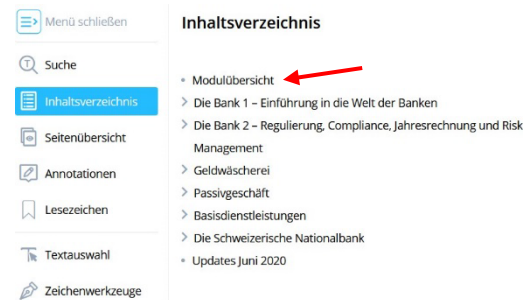 Menü schließen
Suche
Inhaltsverzeichnis
Seitenübersicht
Annotationen
Lesezeichen
Textauswahl
Zeichenwerkzeuge
Inhaltsverzeichnis
Modulübersicht
Die Bank 1 – Einführung in die Welt der Banken
Die Bank 2 – Regulierung, Compliance, Jahresrechnung und Risk
Management
Geldwäscherei
Passivgeschäft
Basisdienstleistungen
Die Schweizerische Nationalbank
Updates Juni 2020